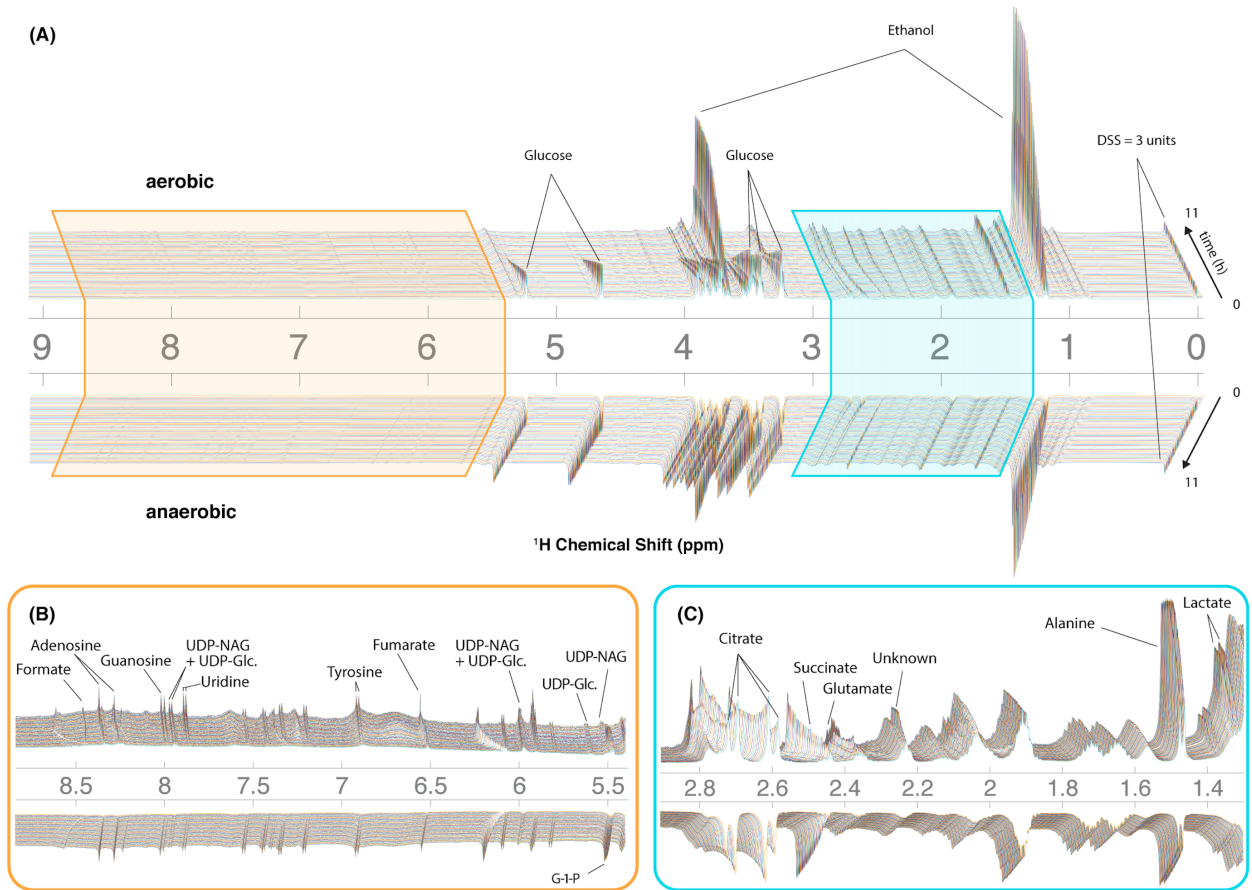 (A)
Ethanol
DSS = 3 units
Glucose
Glucose
aerobic
11
time (h)
0
9 8 7 6 5 4 3 2 1 0
0
11
anaerobic
¹H Chemical Shift (ppm)
(B)
Adenosine
Formate
Guanosine
UDP-NAG
+ UDP-Glc.
Uridine
Tyrosine
Fumarate
UDP-NAG
+ UDP-Glc.
UDP-Glc.
UDP-NAG
8.5 8 7.5 7 6.5 6 5.5
G-1-P
(C)
Citrate
Succinate
Glutamate
Unknown
Alanine
Lactate
2.8 2.6 2.4 2.2 2 1.8 1.6 1.4